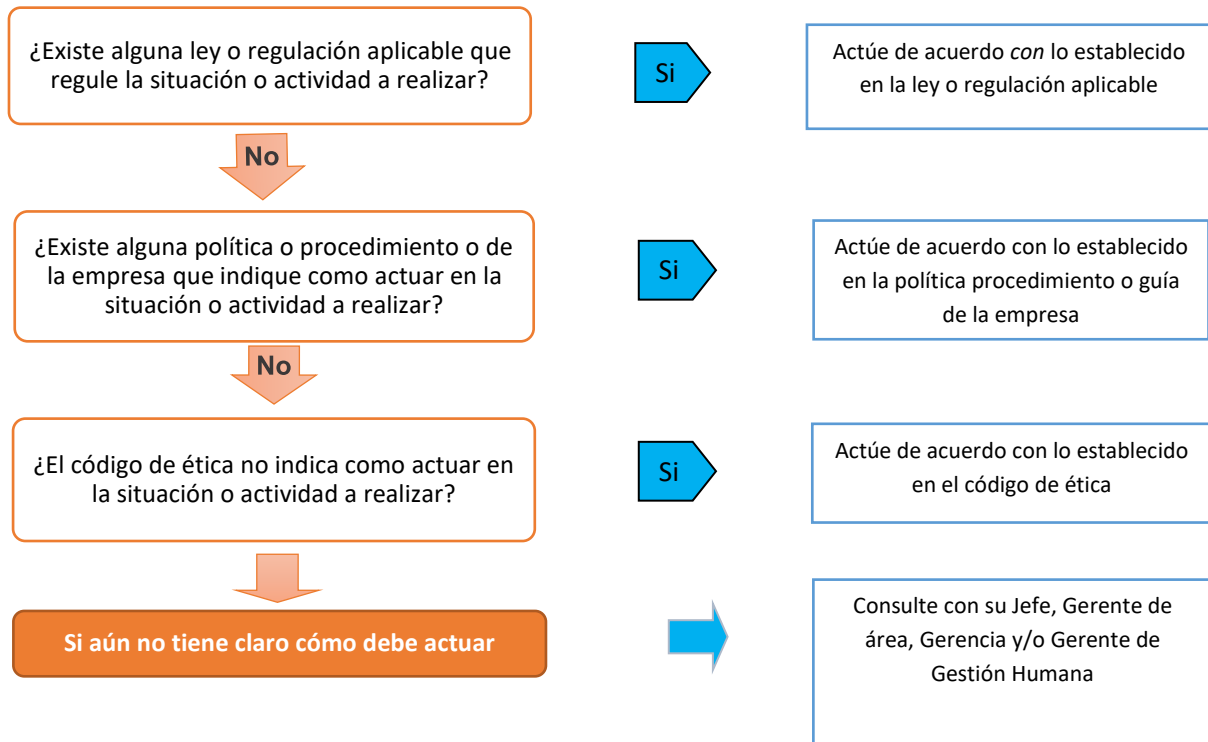 ¿Existe alguna ley o regulación aplicable que
regule la situación o actividad a realizar?
Si
Actúe de acuerdo con lo establecido
en la ley o regulación aplicable
No
¿Existe alguna política o procedimiento o de
la empresa que indique como actuar en la
situación o actividad a realizar?
Si
Actúe de acuerdo con lo establecido
en la política procedimiento o guía
de la empresa
No
¿El código de ética no indica como actuar en
la situación o actividad a realizar?
Si
Actúe de acuerdo con lo establecido
en el código de ética
Si aún no tiene claro cómo debe actuar
Consulte con su Jefe, Gerente de
área, Gerencia y/o Gerente de
Gestión Humana